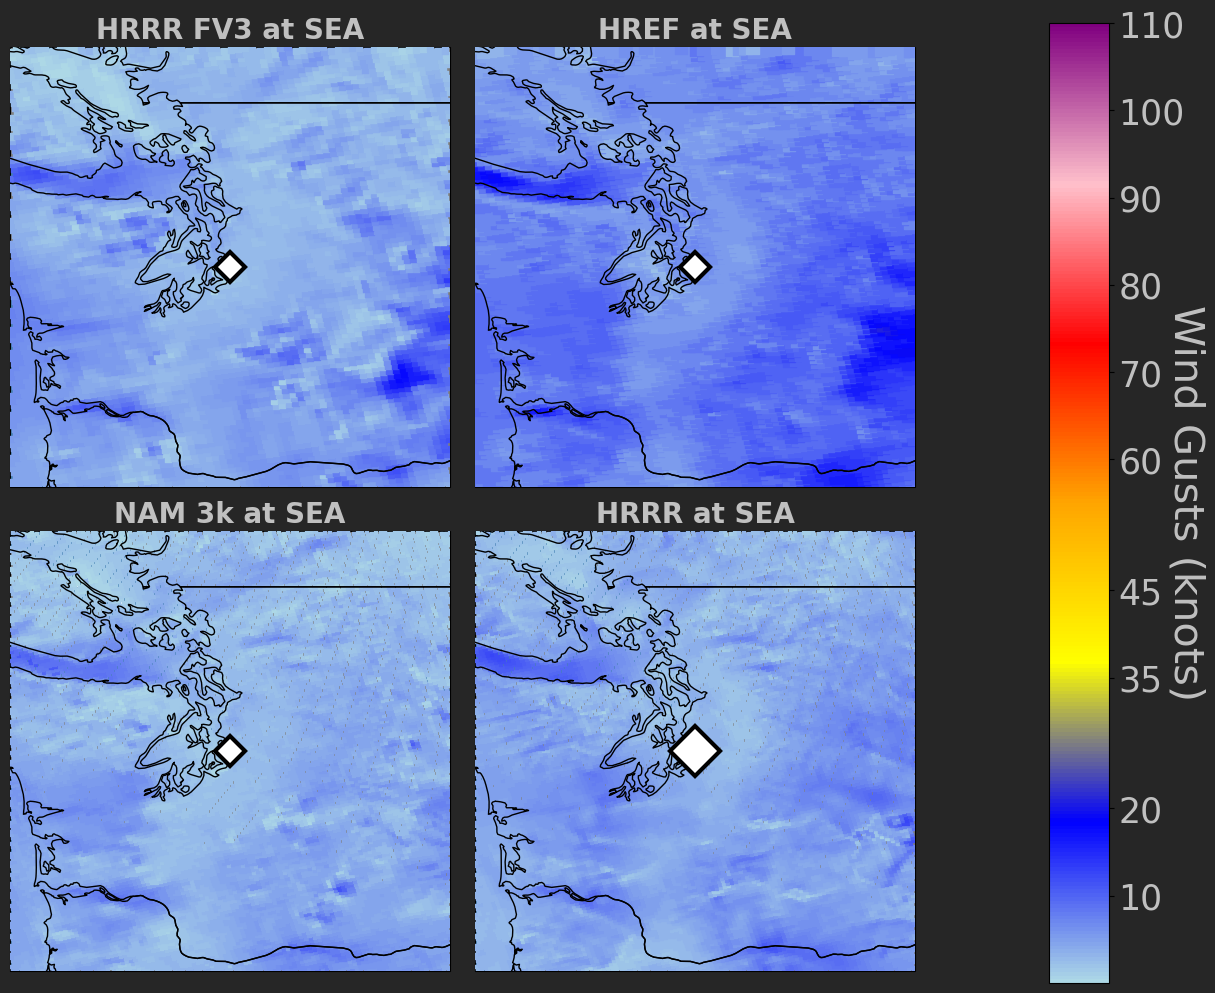 HRRR FV3 at SEA
HREF at SEA
NAM 3k at SEA
HRRR at SEA
110
100
90
80
70
60
45
35
20
10
Wind Gusts (knots)